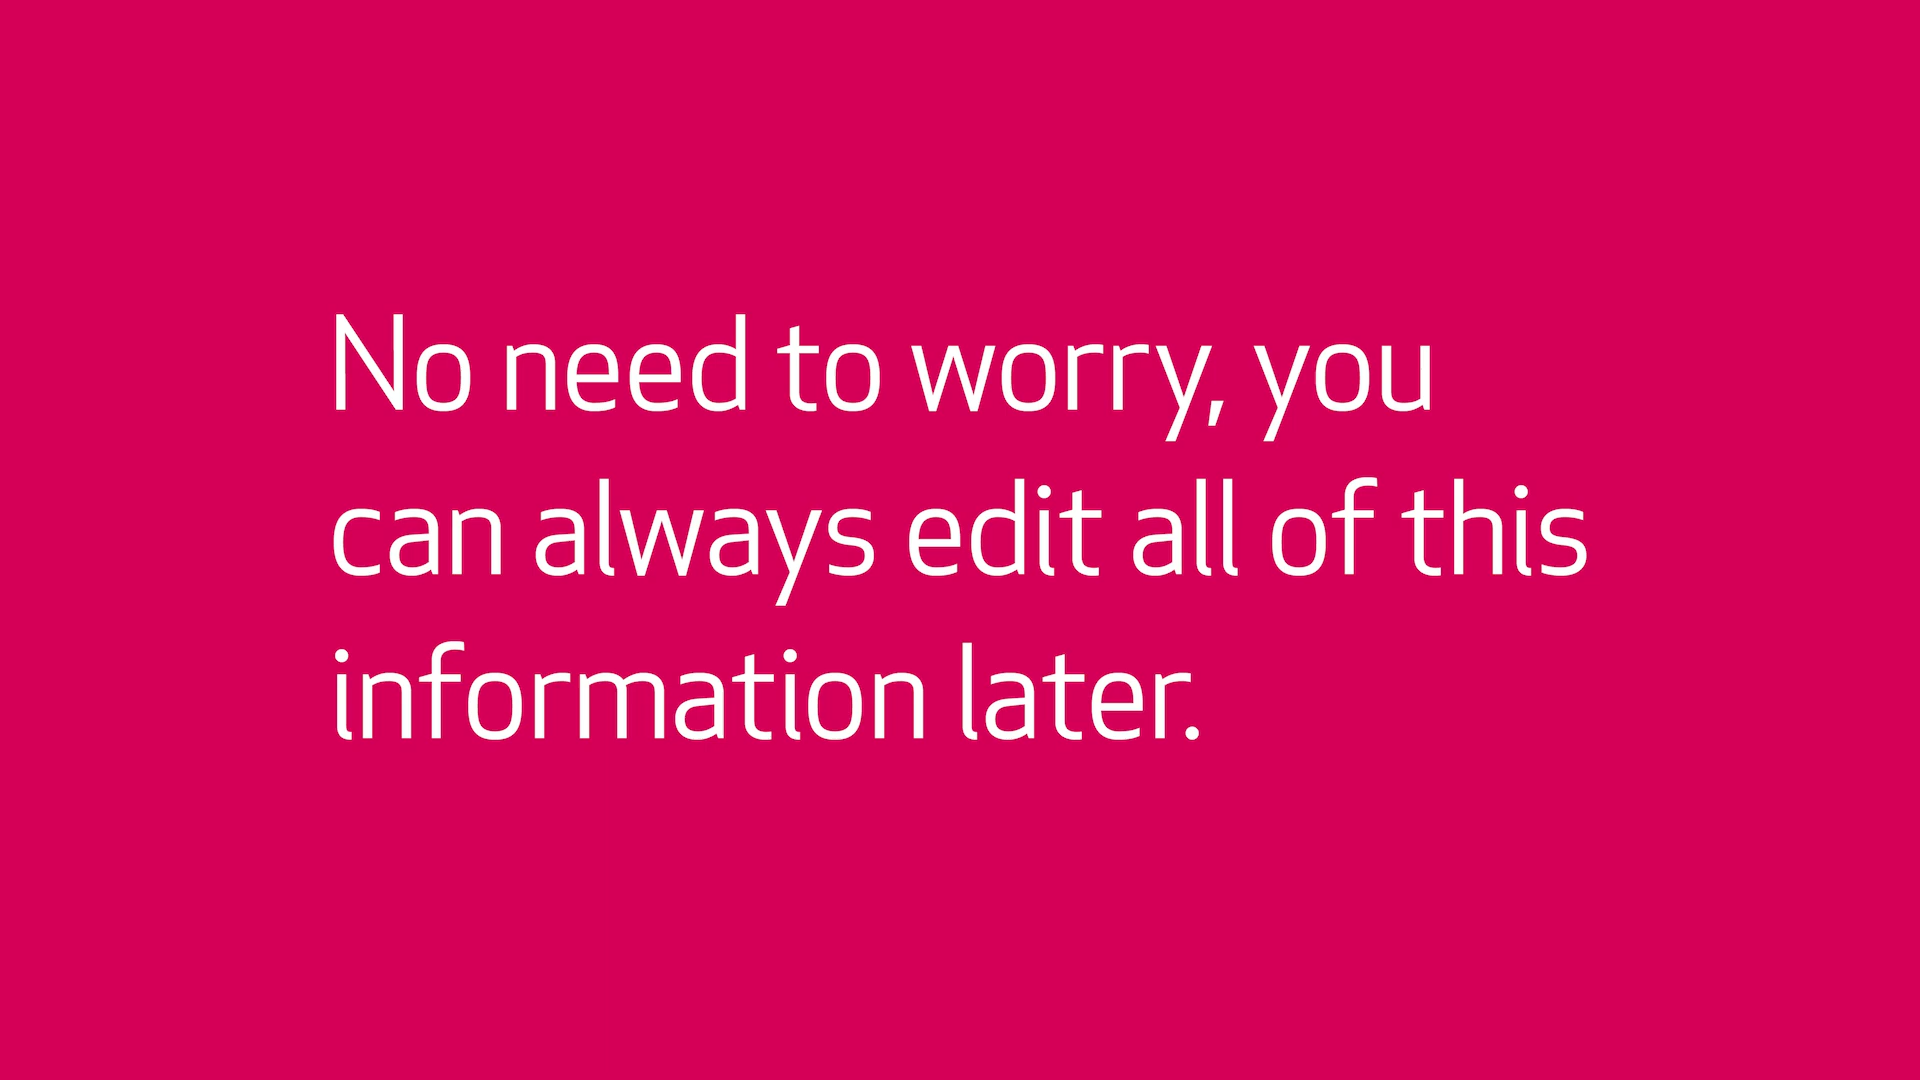 No need to worry, you
can always edit all of this
information later.